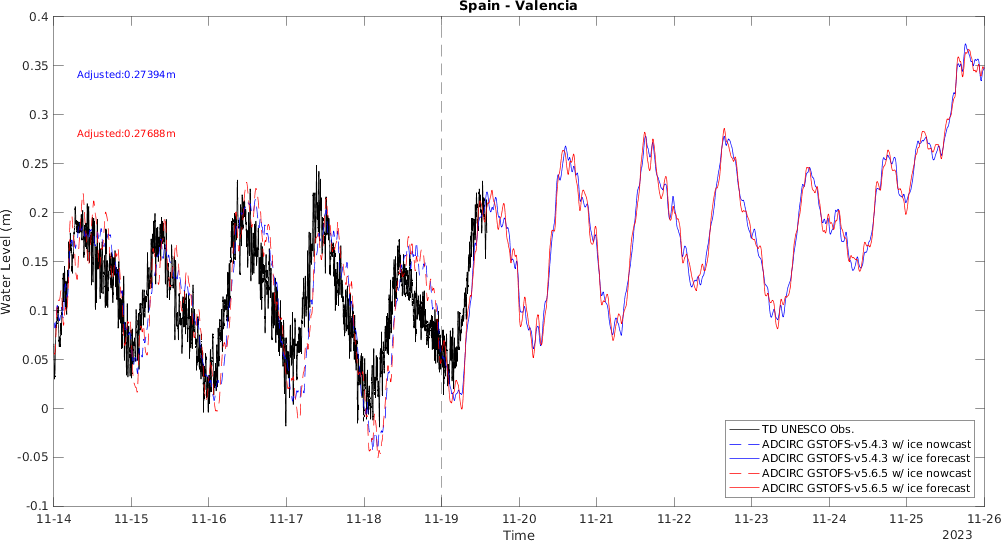 Spain - Valencia
0.4
0.35
0.3
0.25
0.2
0.15
0.1
0.05
0
-0.05
-0.1
Water Level (m)
Adjusted:0.27394m
Adjusted:0.27688m
TD UNESCO Obs.
ADCIRC GSTOFS-v5.4.3 w/ ice nowcast
ADCIRC GSTOFS-v5.4.3 w/ ice forecast
ADCIRC GSTOFS-v5.6.5 w/ ice nowcast
ADCIRC GSTOFS-v5.6.5 w/ ice forecast
11-14 11-15 11-16 11-17 11-18 11-19 11-20 11-21 11-22 11-23 11-24 11-25 11-26
Time
2023